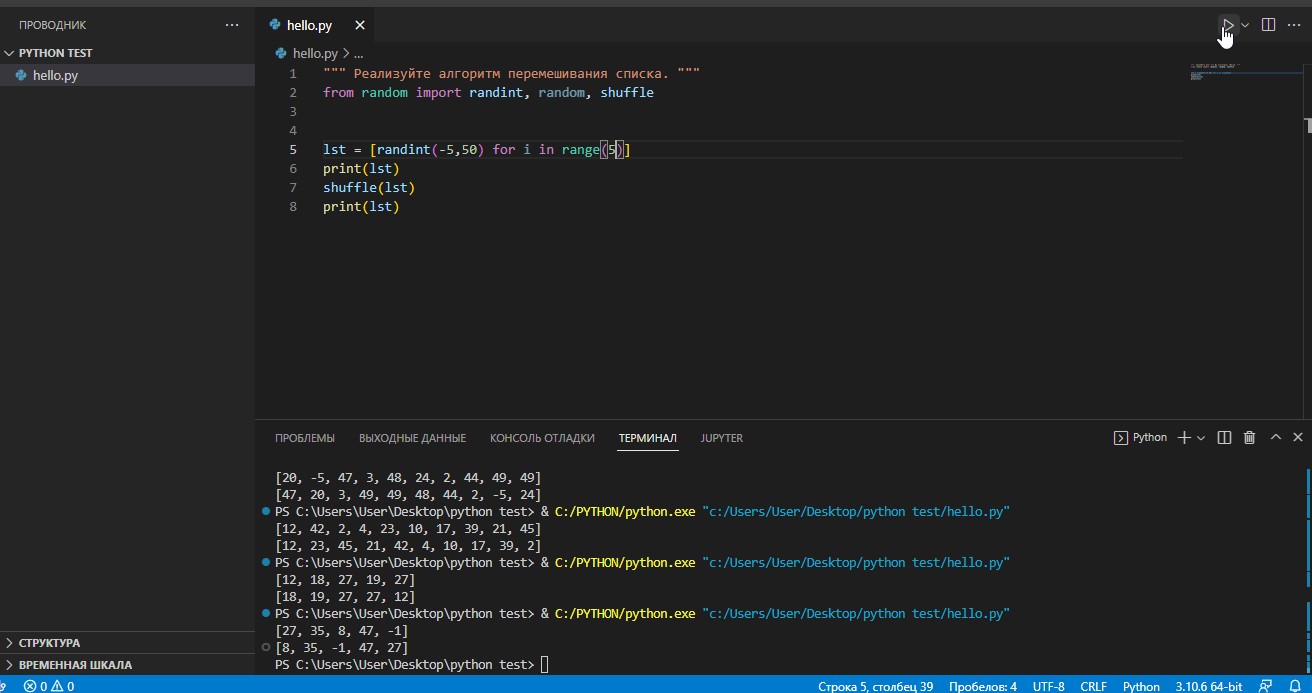 ПРОВОДНИК
PYTHON TEST
hello.py
hello.py
hello.py > ...
1 """ Реализуйте алгоритм перемешивания списка. """
2 from random import randint, random, shuffle
3
4
5 lst = [randint(-5,50) for i in range(5)]
6 print(lst)
7 shuffle(lst)
8 print(lst)
ПРОБЛЕМЫ ВЫХОДНЫЕ ДАННЫЕ КОНСОЛЬ ОТЛАДКИ ТЕРМИНАЛ JUPYTER
Python
[20, -5, 47, 3, 48, 24, 2, 44, 49, 49]
[47, 20, 3, 49, 49, 48, 44, 2, -5, 24]
PS C:\Users\User\Desktop\python test> & C:/PYTHON/python.exe "c:/Users/User/Desktop/python test/hello.py"
[12, 42, 2, 4, 23, 10, 17, 39, 21, 45]
[12, 23, 45, 21, 42, 4, 10, 17, 39, 2]
PS C:\Users\User\Desktop\python test> & C:/PYTHON/python.exe "c:/Users/User/Desktop/python test/hello.py"
[12, 18, 27, 19, 27]
[18, 19, 27, 27, 12]
PS C:\Users\User\Desktop\python test> & C:/PYTHON/python.exe "c:/Users/User/Desktop/python test/hello.py"
[27, 35, 8, 47, -1]
[8, 35, -1, 47, 27]
PS C:\Users\User\Desktop\python test>
СТРУКТУРА
ВРЕМЕННАЯ ШКАЛА
0 0 Строка 5, столбец 39 Пробелов: 4 UTF-8 CRLF Python 3.10.6 64-bit